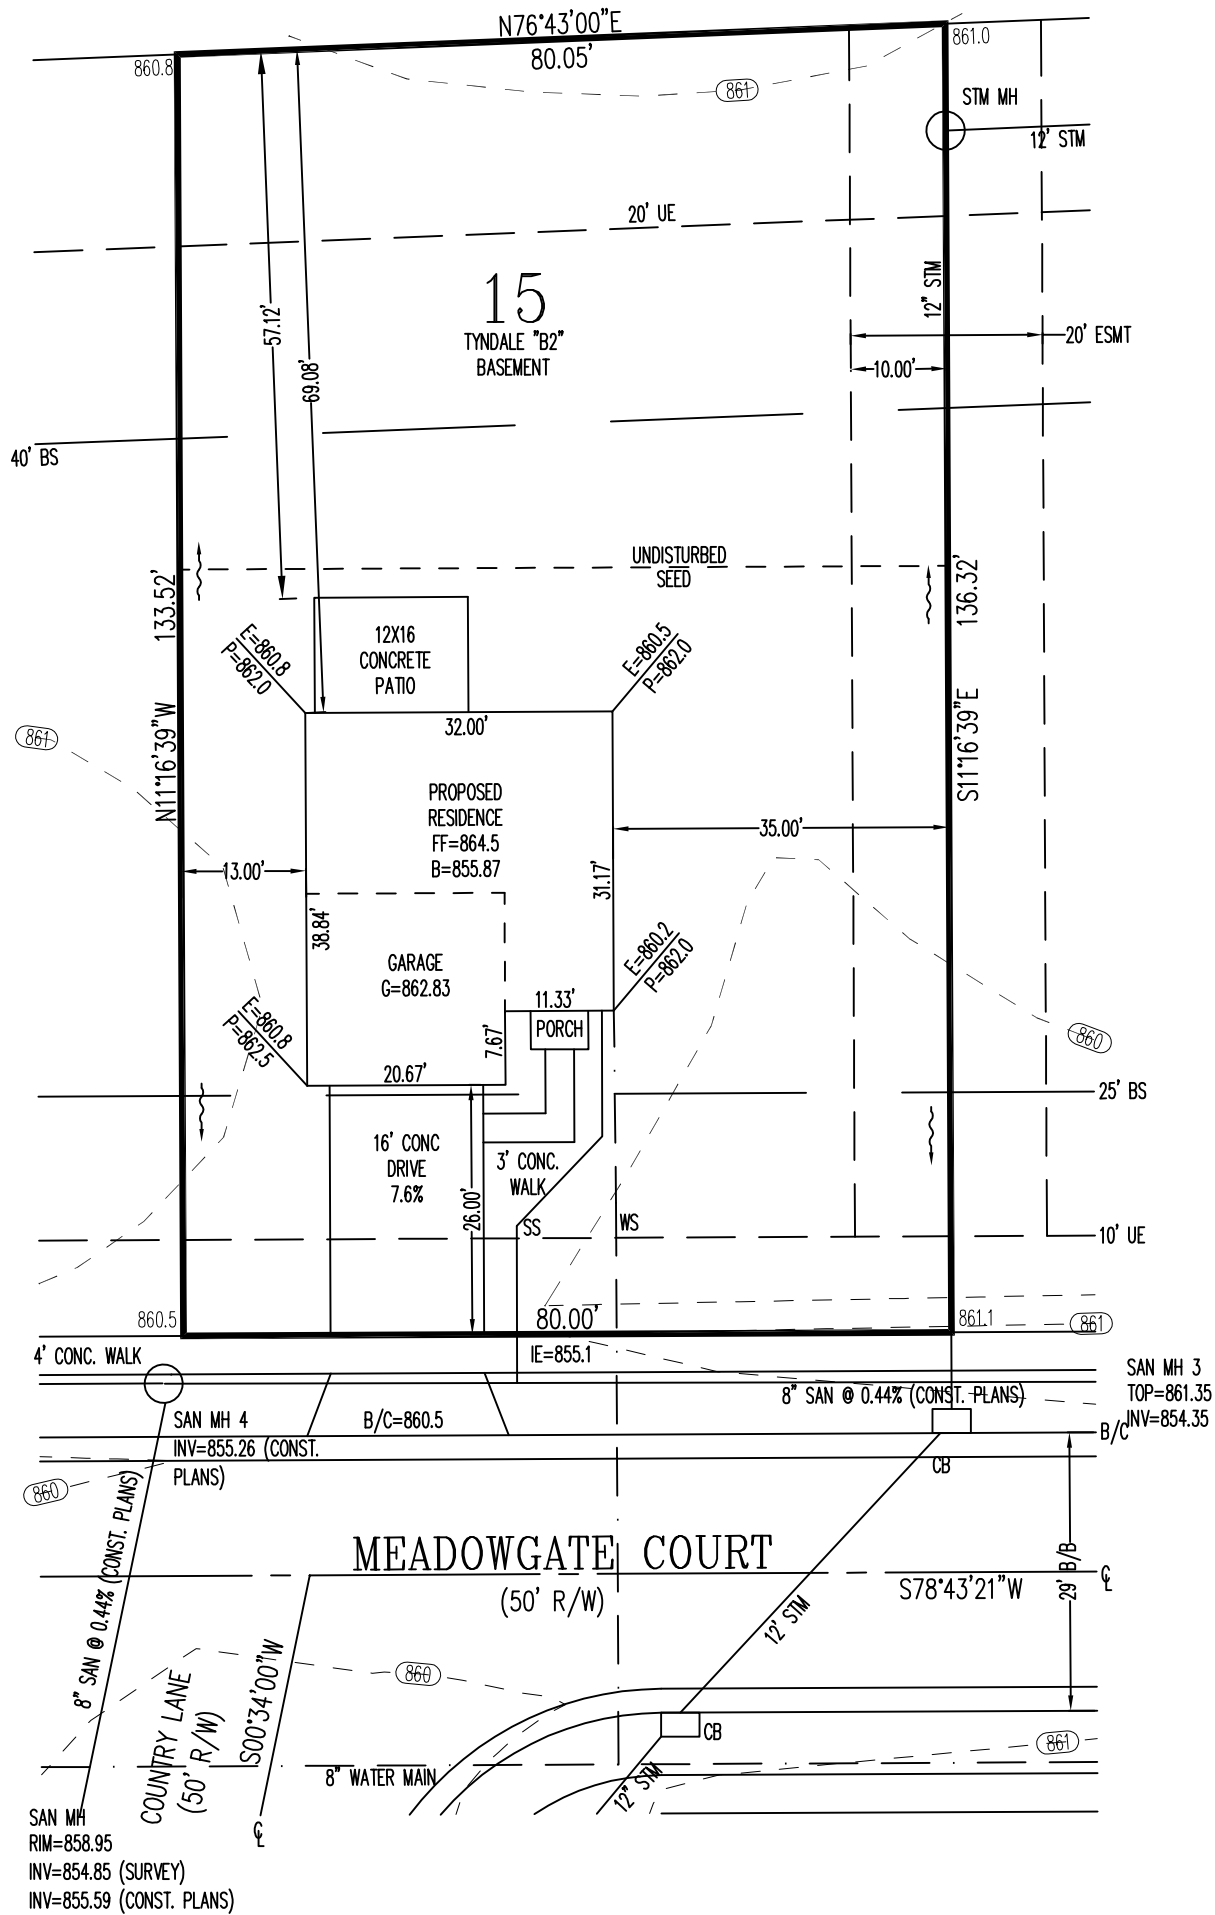 N76°43'00"E
80.05'
860.8
861.0
861
STM MH
12' STM
20' UE
12" STM
57.12'
69.08'
15
TYNDALE "B2"
BASEMENT
20' ESMT
10.00'
40' BS
133.52'
N11°16'39"W
136.32'
S11°16'39"E
UNDISTURBED
SEED
12X16
CONCRETE
PATIO
E=860.8
P=862.0
E=860.5
P=862.0
32.00'
861
PROPOSED
RESIDENCE
FF=864.5
B=855.87
35.00'
13.00'
31.17'
38.84'
GARAGE
G=862.83
E=860.2
P=862.0
11.33'
PORCH
7.67'
E=860.8
P=862.5
20.67'
860
25' BS
16' CONC
DRIVE
7.6%
3' CONC.
WALK
26.00'
SS
WS
10' UE
860.5
80.00'
861.1
861
4' CONC. WALK
IE=855.1
8" SAN @ 0.44% (CONST. PLANS)
SAN MH 3
TOP=861.35
INV=854.35
SAN MH 4
INV=855.26 (CONST.
PLANS)
B/C=860.5
B/C
CB
860
8" SAN @ 0.44% (CONST. PLANS)
MEADOWGATE COURT
(50' R/W)
S78°43'21"W
29' B/B
12' STM
COUNTRY LANE
(50' R/W)
S00°34'00"W
860
CB
861
8" WATER MAIN
12" STM
SAN MH
RIM=858.95
INV=854.85 (SURVEY)
INV=855.59 (CONST. PLANS)